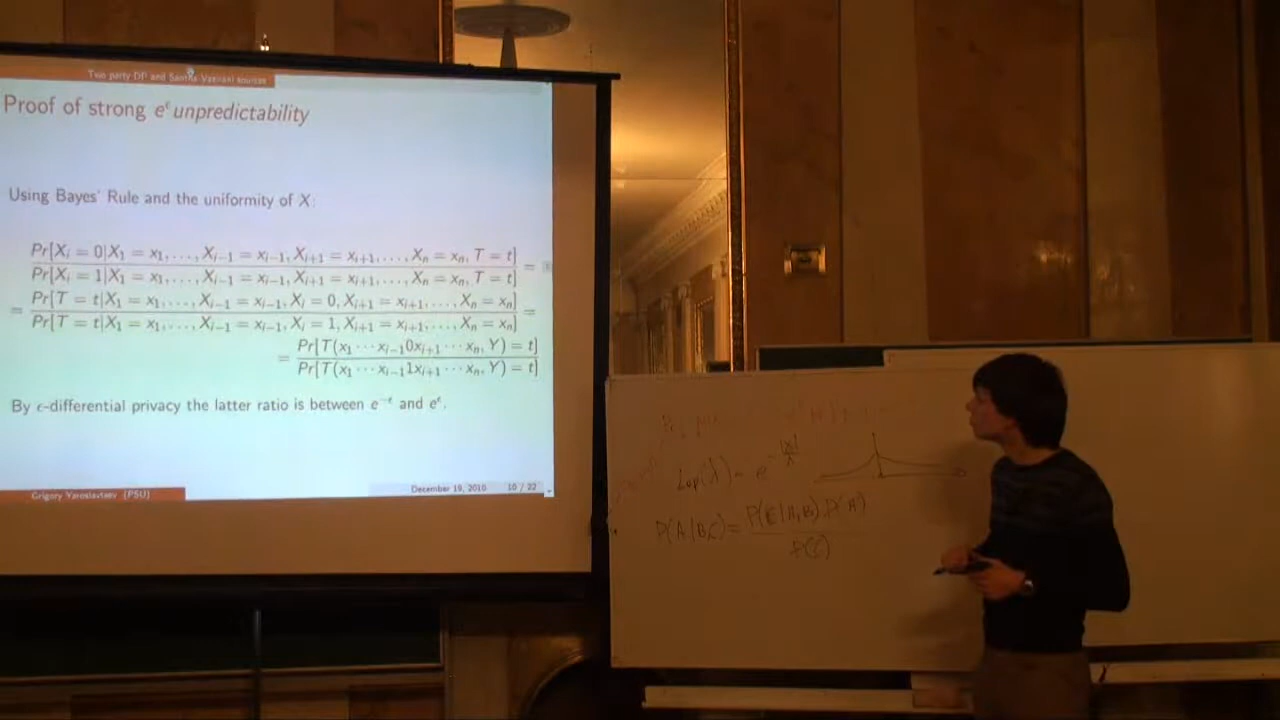 Two party DP and Santha-Vazirani sources
Proof of strong e^ϵ unpredictability
Using Bayes' Rule and the uniformity of X:
Pr[X_i = 0|X_1 = x_1, . . . , X_{i−1} = x_{i−1}, X_{i+1} = x_{i+1}, . . . , X_n = x_n, T = t]
Pr[X_i = 1|X_1 = x_1, . . . , X_{i−1} = x_{i−1}, X_{i+1} = x_{i+1}, . . . , X_n = x_n, T = t] =
= Pr[T = t|X_1 = x_1, . . . , X_{i−1} = x_{i−1}, X_i = 0, X_{i+1} = x_{i+1}, . . . , X_n = x_n]
Pr[T = t|X_1 = x_1, . . . , X_{i−1} = x_{i−1}, X_i = 1, X_{i+1} = x_{i+1}, . . . , X_n = x_n] =
= Pr[T(x_1 · · · x_{i−1}0x_{i+1} · · · x_n, Y) = t]
Pr[T(x_1 · · · x_{i−1}1x_{i+1} · · · x_n, Y) = t]
By ϵ-differential privacy the latter ratio is between e^{−ϵ} and e^ϵ.
Grigory Yaroslavtsev (PSU)
December 18, 2010 10 / 22
Lap(λ) ~ e^{-|x|/λ}
P(A|B,C) = P(C|A,B) · P(A)
P(C)